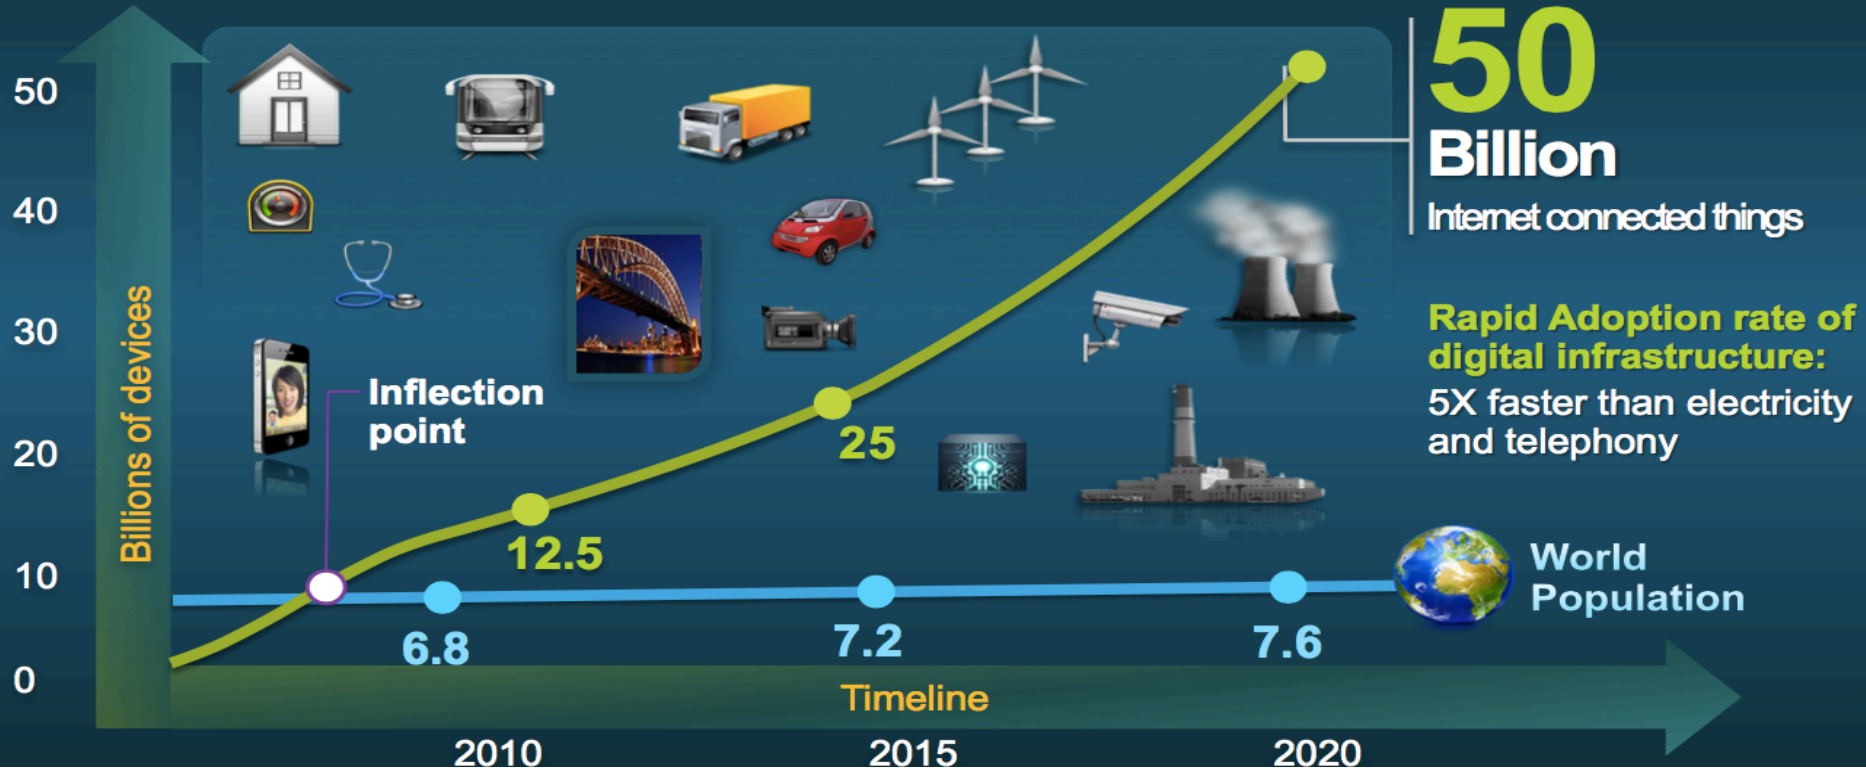 50
40
30
20
10
0
Billions of devices
Inflection
point
12.5
25
6.8
7.2
7.6
Timeline
2010
2015
2020
50
Billion
Internet connected things
Rapid Adoption rate of
digital infrastructure:
5X faster than electricity
and telephony
World
Population